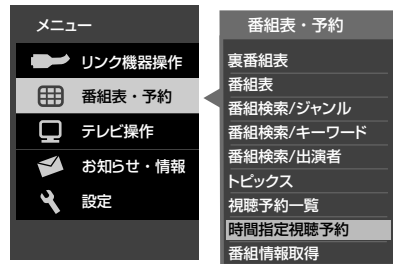 メニュー
リンク機器操作
番組表・予約
テレビ操作
お知らせ・情報
設定
番組表・予約
裏番組表
番組表
番組検索/ジャンル
番組検索/キーワード
番組検索/出演者
トピックス
視聴予約一覧
時間指定視聴予約
番組情報取得